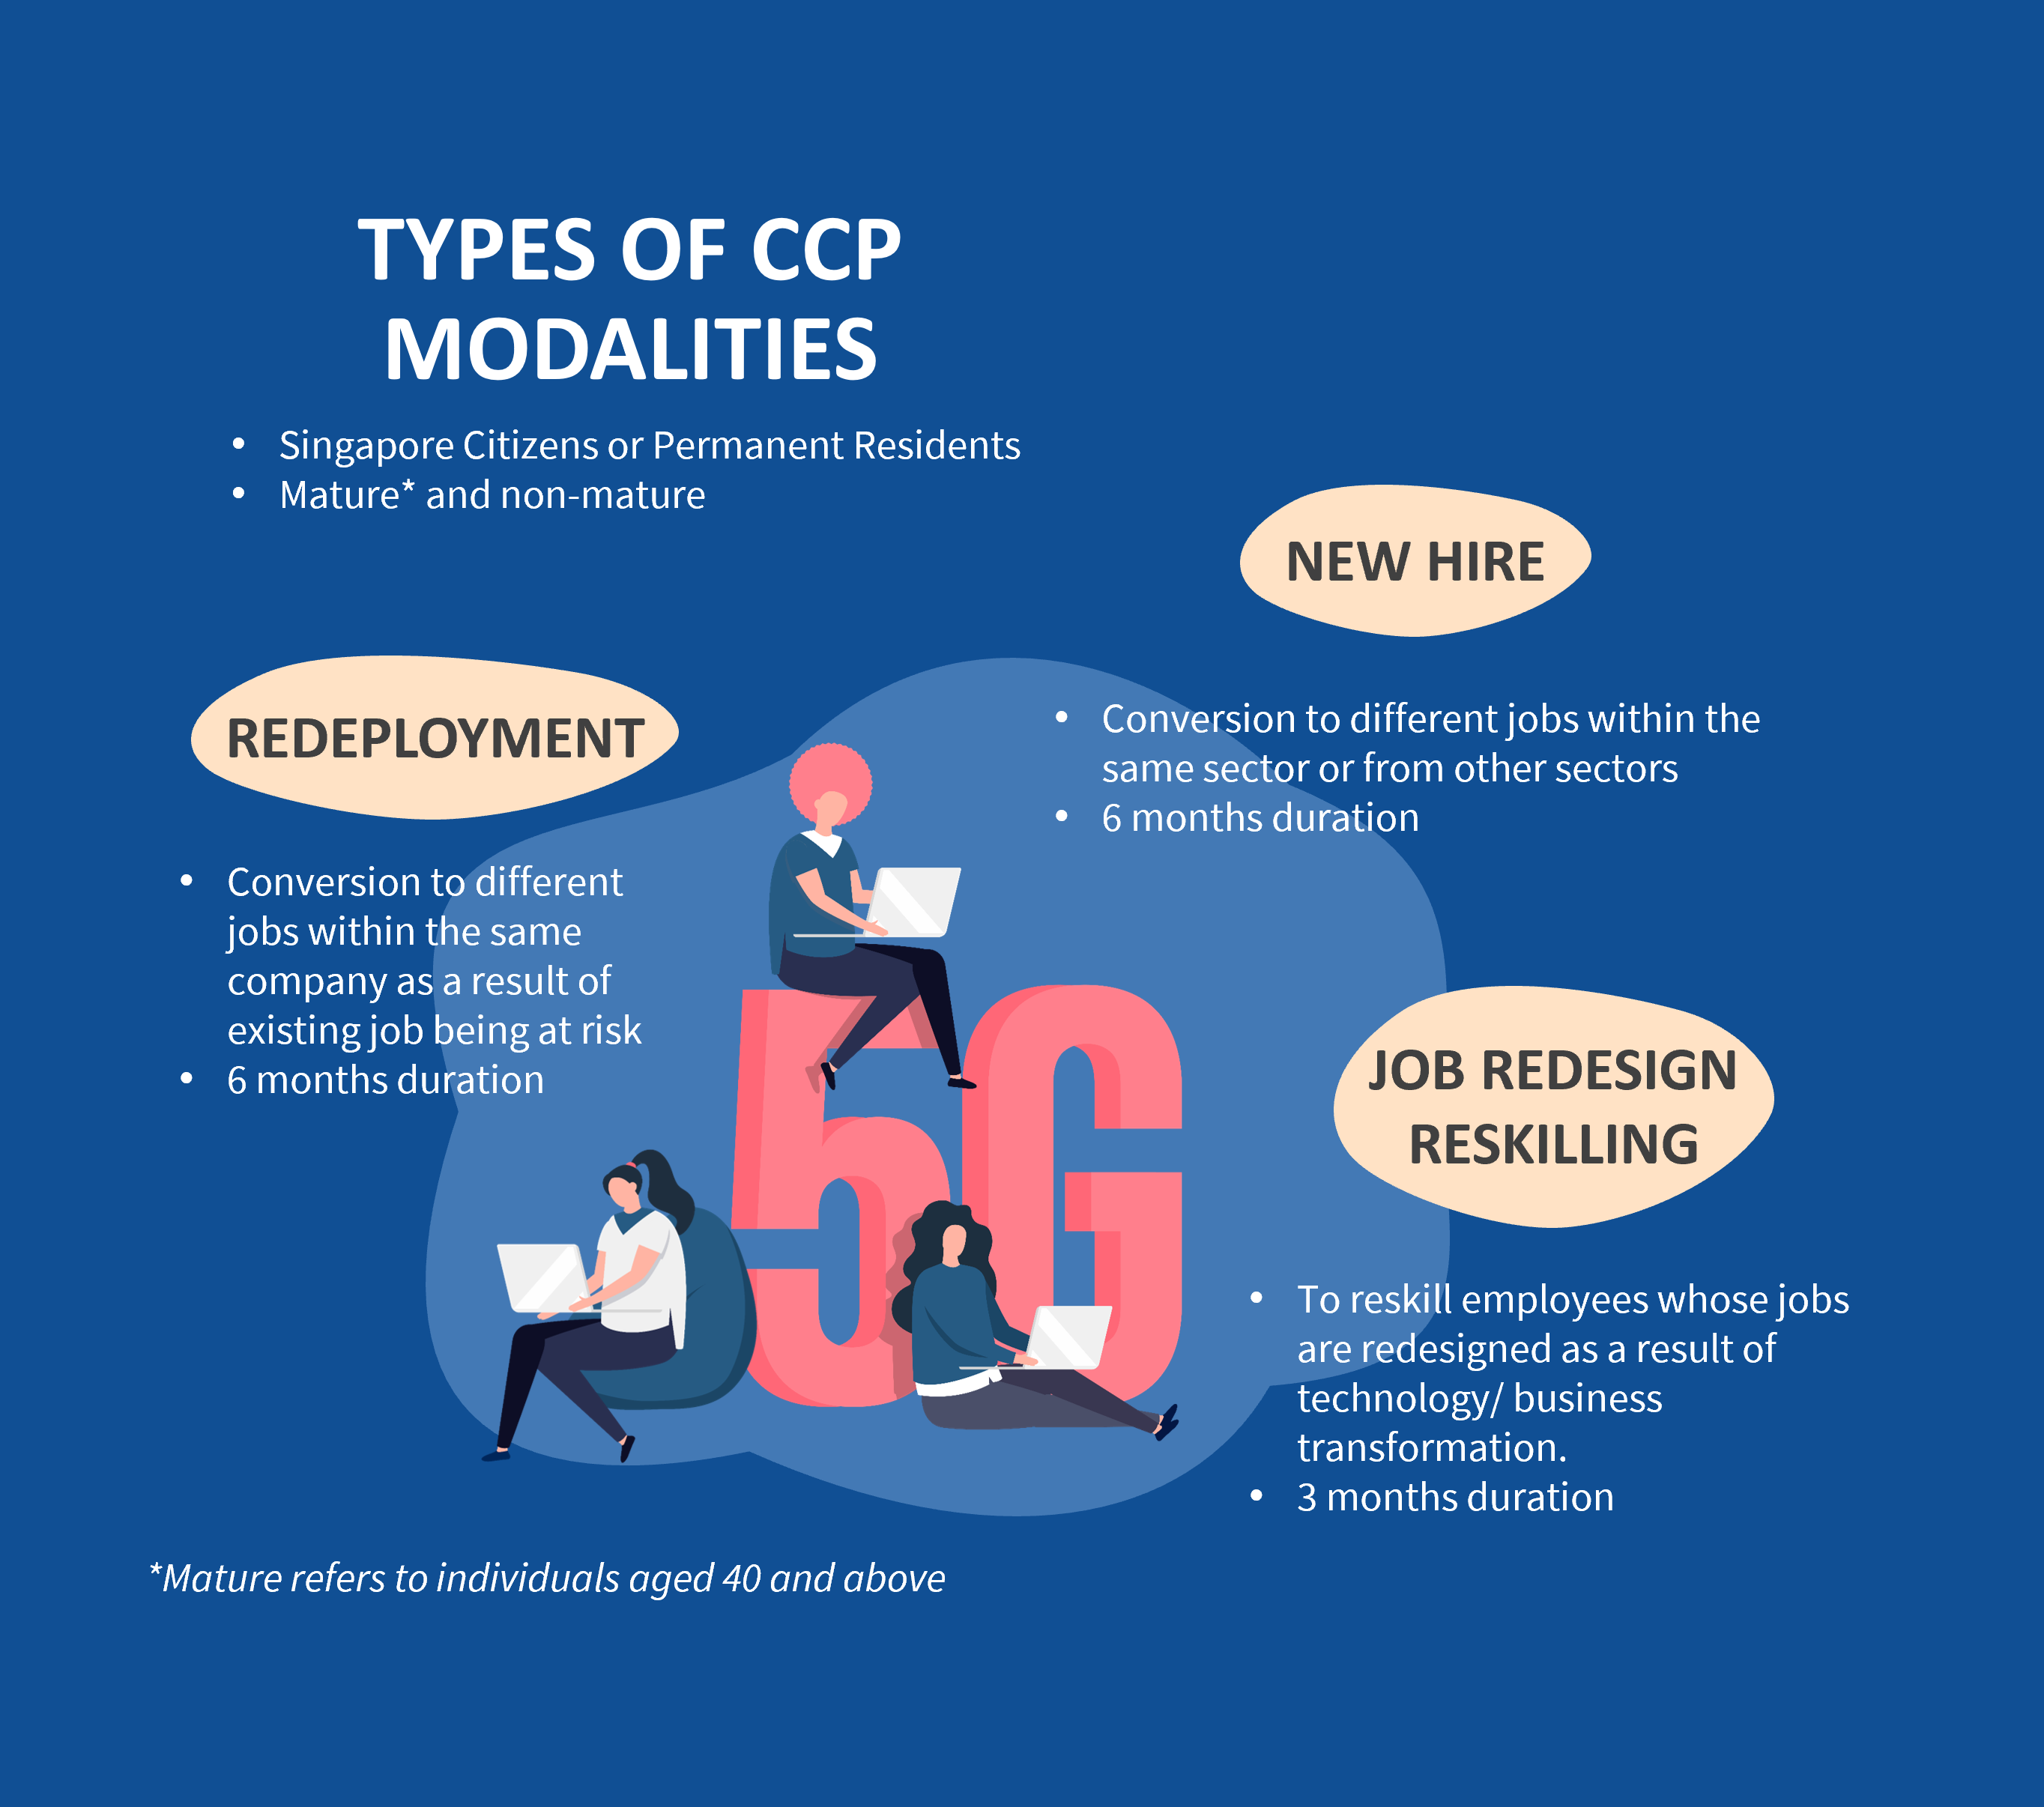 TYPES OF CCP
MODALITIES
• Singapore Citizens or Permanent Residents
• Mature* and non-mature
NEW HIRE
• Conversion to different jobs within the
same sector or from other sectors
• 6 months duration
REDEPLOYMENT
• Conversion to different
jobs within the same
company as a result of
existing job being at risk
• 6 months duration
5G
JOB REDESIGN
RESKILLING
• To reskill employees whose jobs
are redesigned as a result of
technology/ business
transformation.
• 3 months duration
*Mature refers to individuals aged 40 and above